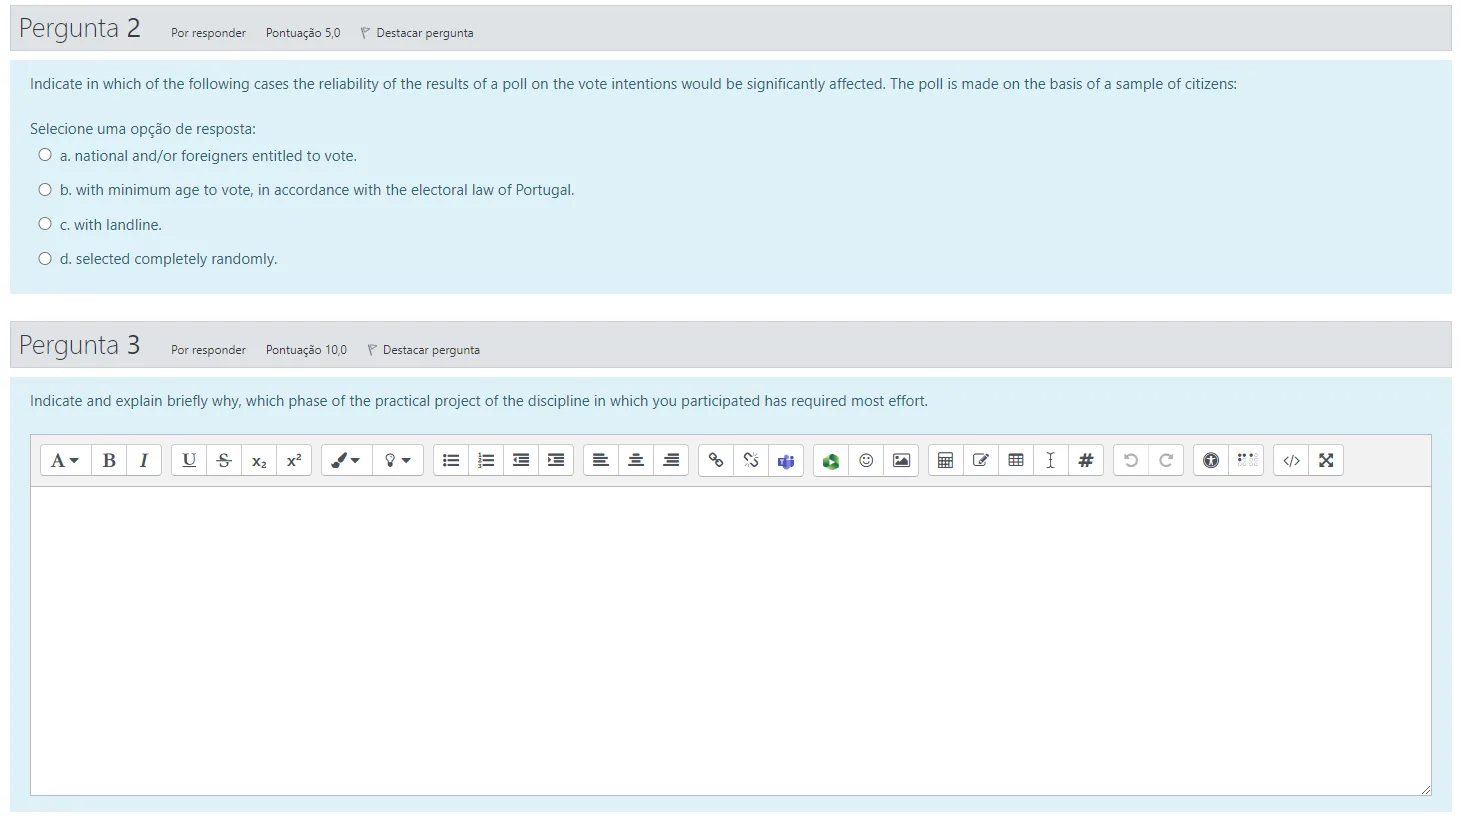 Pergunta 2 Por responder Pontuação 5,0 Destacar pergunta
Indicate in which of the following cases the reliability of the results of a poll on the vote intentions would be significantly affected. The poll is made on the basis of a sample of citizens:
Selecione uma opção de resposta:
a. national and/or foreigners entitled to vote.
b. with minimum age to vote, in accordance with the electoral law of Portugal.
c. with landline.
d. selected completely randomly.
Pergunta 3 Por responder Pontuação 10,0 Destacar pergunta
Indicate and explain briefly why, which phase of the practical project of the discipline in which you participated has required most effort.
A B I U S x₂ x² # </>